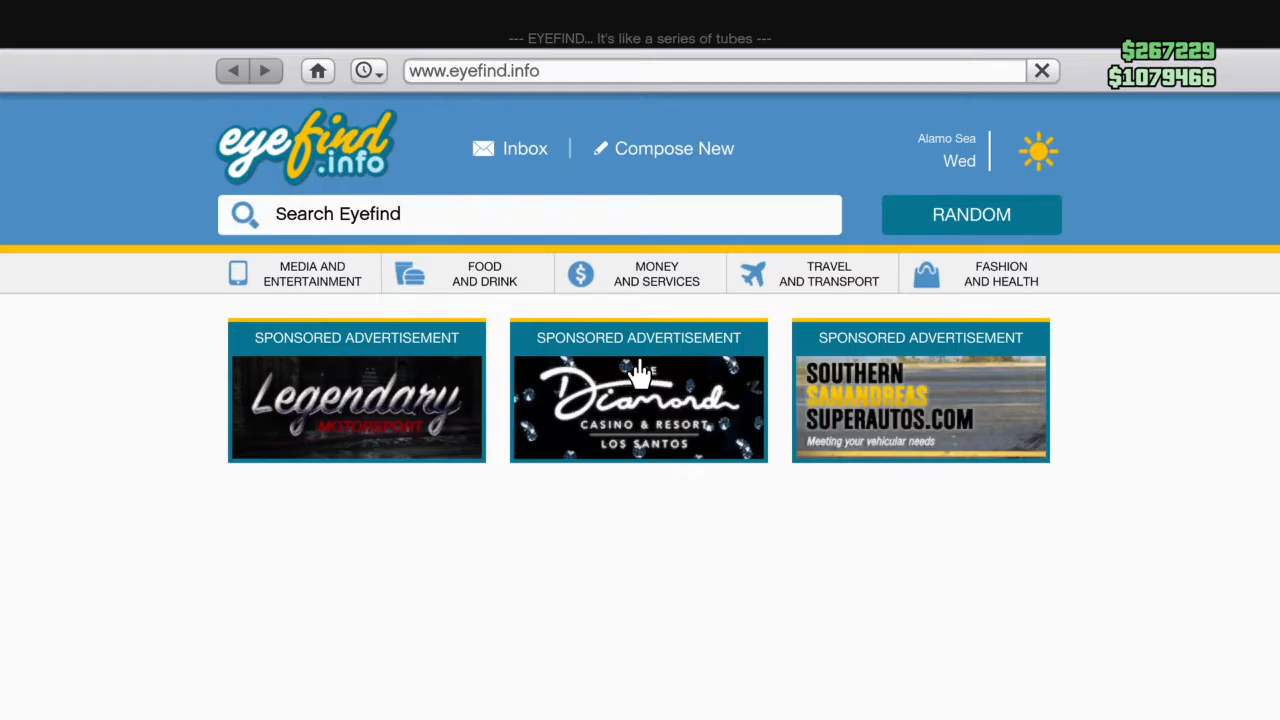 --- EYEFIND... It's like a series of tubes ---
$267229
$1079466
www.eyefind.info
eyefind
.info
Inbox
Compose New
Alamo Sea
Wed
Search Eyefind
RANDOM
MEDIA AND
ENTERTAINMENT
FOOD
AND DRINK
MONEY
AND SERVICES
TRAVEL
AND TRANSPORT
FASHION
AND HEALTH
SPONSORED ADVERTISEMENT
Legendary
MOTORSPORT
SPONSORED ADVERTISEMENT
THE
Diamond
CASINO & RESORT
LOS SANTOS
SPONSORED ADVERTISEMENT
SOUTHERN
SANANDREAS
SUPERAUTOS.COM
Meeting your vehicular needs